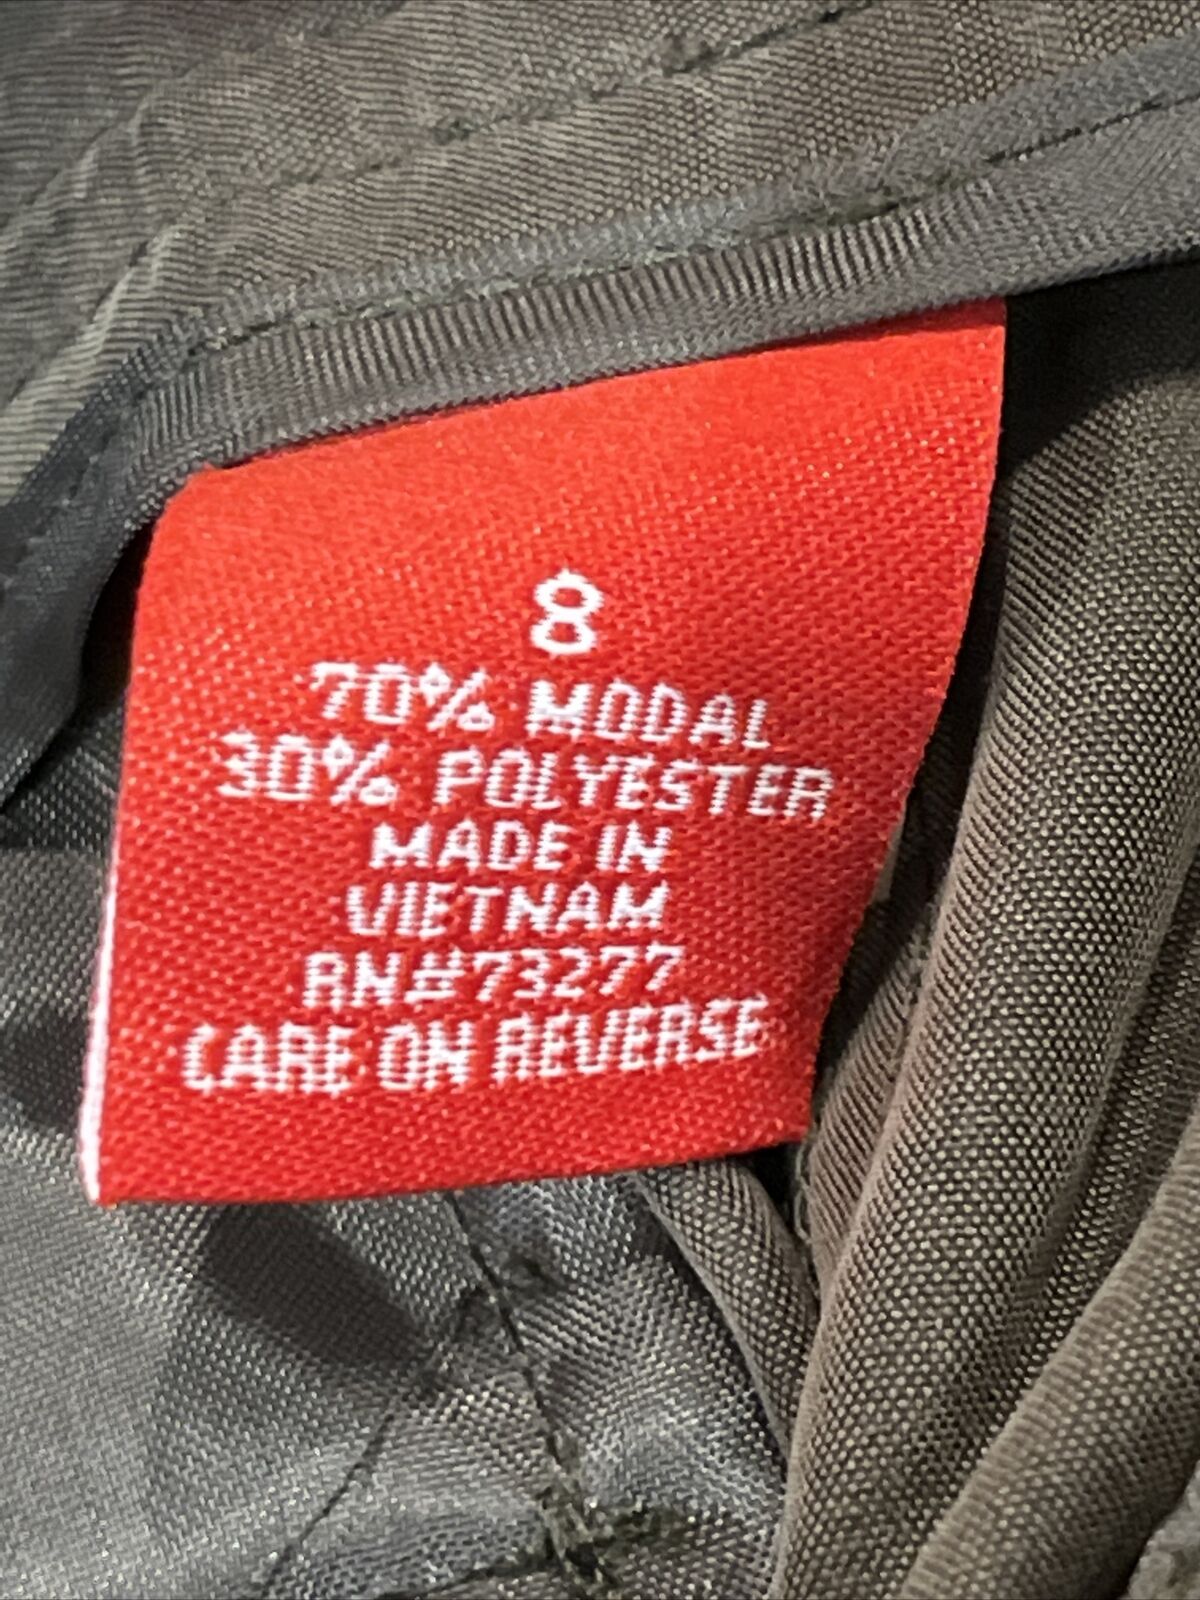 8
70% MODAL
30% POLYESTER
MADE IN
VIETNAM
RN#73277
CARE ON REVERSE